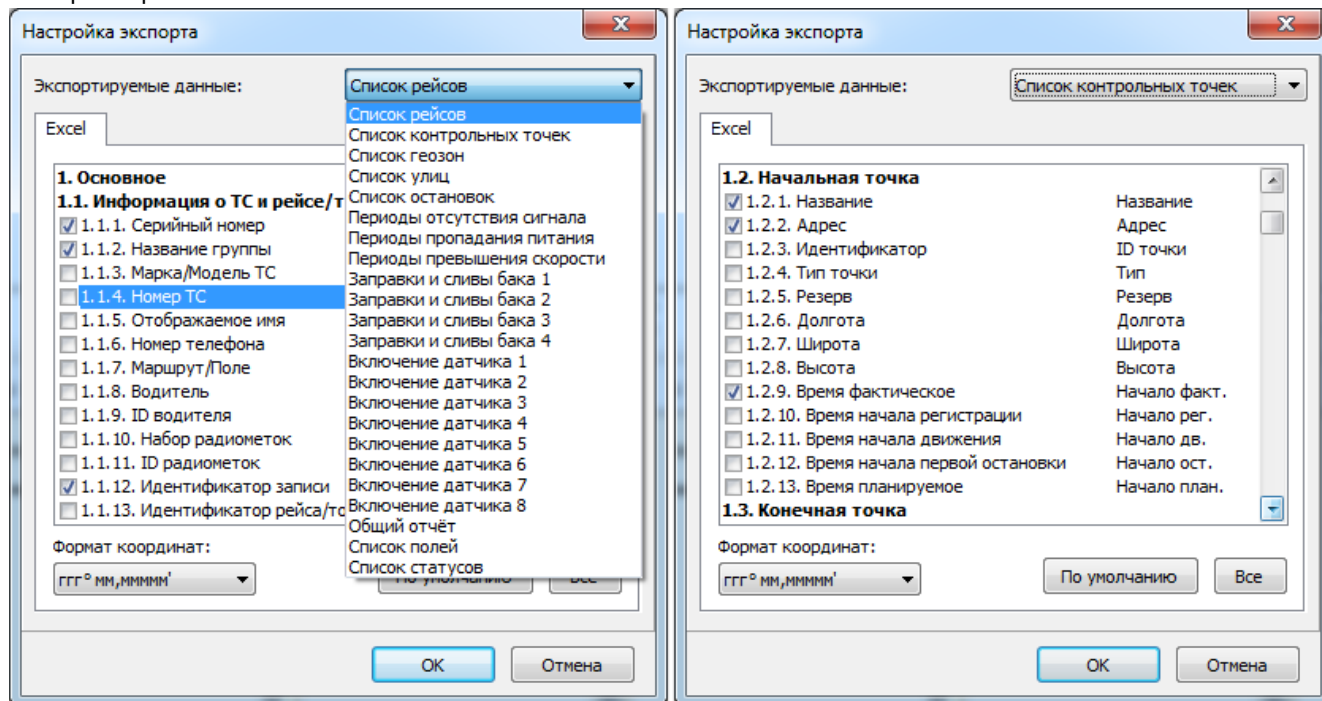 Настройка экспорта
Экспортируемые данные:
Список рейсов
Список рейсов
Список контрольных точек
Список геозон
Список улиц
Список остановок
Периоды отсутствия сигнала
Периоды пропадания питания
Периоды превышения скорости
Заправки и сливы бака 1
Заправки и сливы бака 2
Заправки и сливы бака 3
Заправки и сливы бака 4
Включение датчика 1
Включение датчика 2
Включение датчика 3
Включение датчика 4
Включение датчика 5
Включение датчика 6
Включение датчика 7
Включение датчика 8
Общий отчёт
Список полей
Список статусов
Excel
1. Основное
1.1. Информация о ТС и рейсе/т
1.1.1. Серийный номер
1.1.2. Название группы
1.1.3. Марка/Модель ТС
1.1.4. Номер ТС
1.1.5. Отображаемое имя
1.1.6. Номер телефона
1.1.7. Маршрут/Поле
1.1.8. Водитель
1.1.9. ID водителя
1.1.10. Набор радиометок
1.1.11. ID радиометок
1.1.12. Идентификатор записи
1.1.13. Идентификатор рейса/то
Формат координат:
ггг° мм,ммммм'
По умолчанию Все
OK Отмена
Настройка экспорта
Экспортируемые данные: Список контрольных точек
Excel
1.2. Начальная точка
1.2.1. Название Название
1.2.2. Адрес Адрес
1.2.3. Идентификатор ID точки
1.2.4. Тип точки Тип
1.2.5. Резерв Резерв
1.2.6. Долгота Долгота
1.2.7. Широта Широта
1.2.8. Высота Высота
1.2.9. Время фактическое Начало факт.
1.2.10. Время начала регистрации Начало рег.
1.2.11. Время начала движения Начало дв.
1.2.12. Время начала первой остановки Начало ост.
1.2.13. Время планируемое Начало план.
1.3. Конечная точка
Формат координат:
ггг° мм,ммммм' По умолчанию Все
OK Отмена